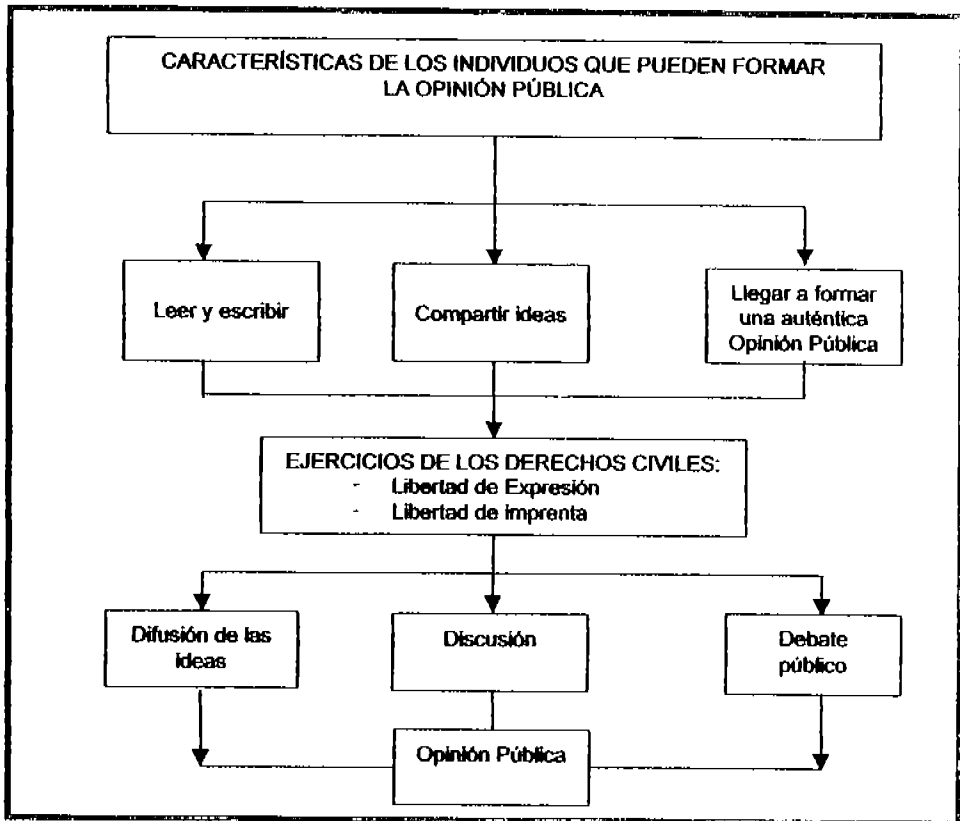 CARACTERÍSTICAS DE LOS INDIVIDUOS QUE PUEDEN FORMAR
LA OPINIÓN PÚBLICA
Leer y escribir
Compartir ideas
Llegar a formar
una auténtica
Opinión Pública
EJERCICIOS DE LOS DERECHOS CIVILES:
- Libertad de Expresión
- Libertad de imprenta
Difusión de las
ideas
Discusión
Debate
público
Opinión Pública